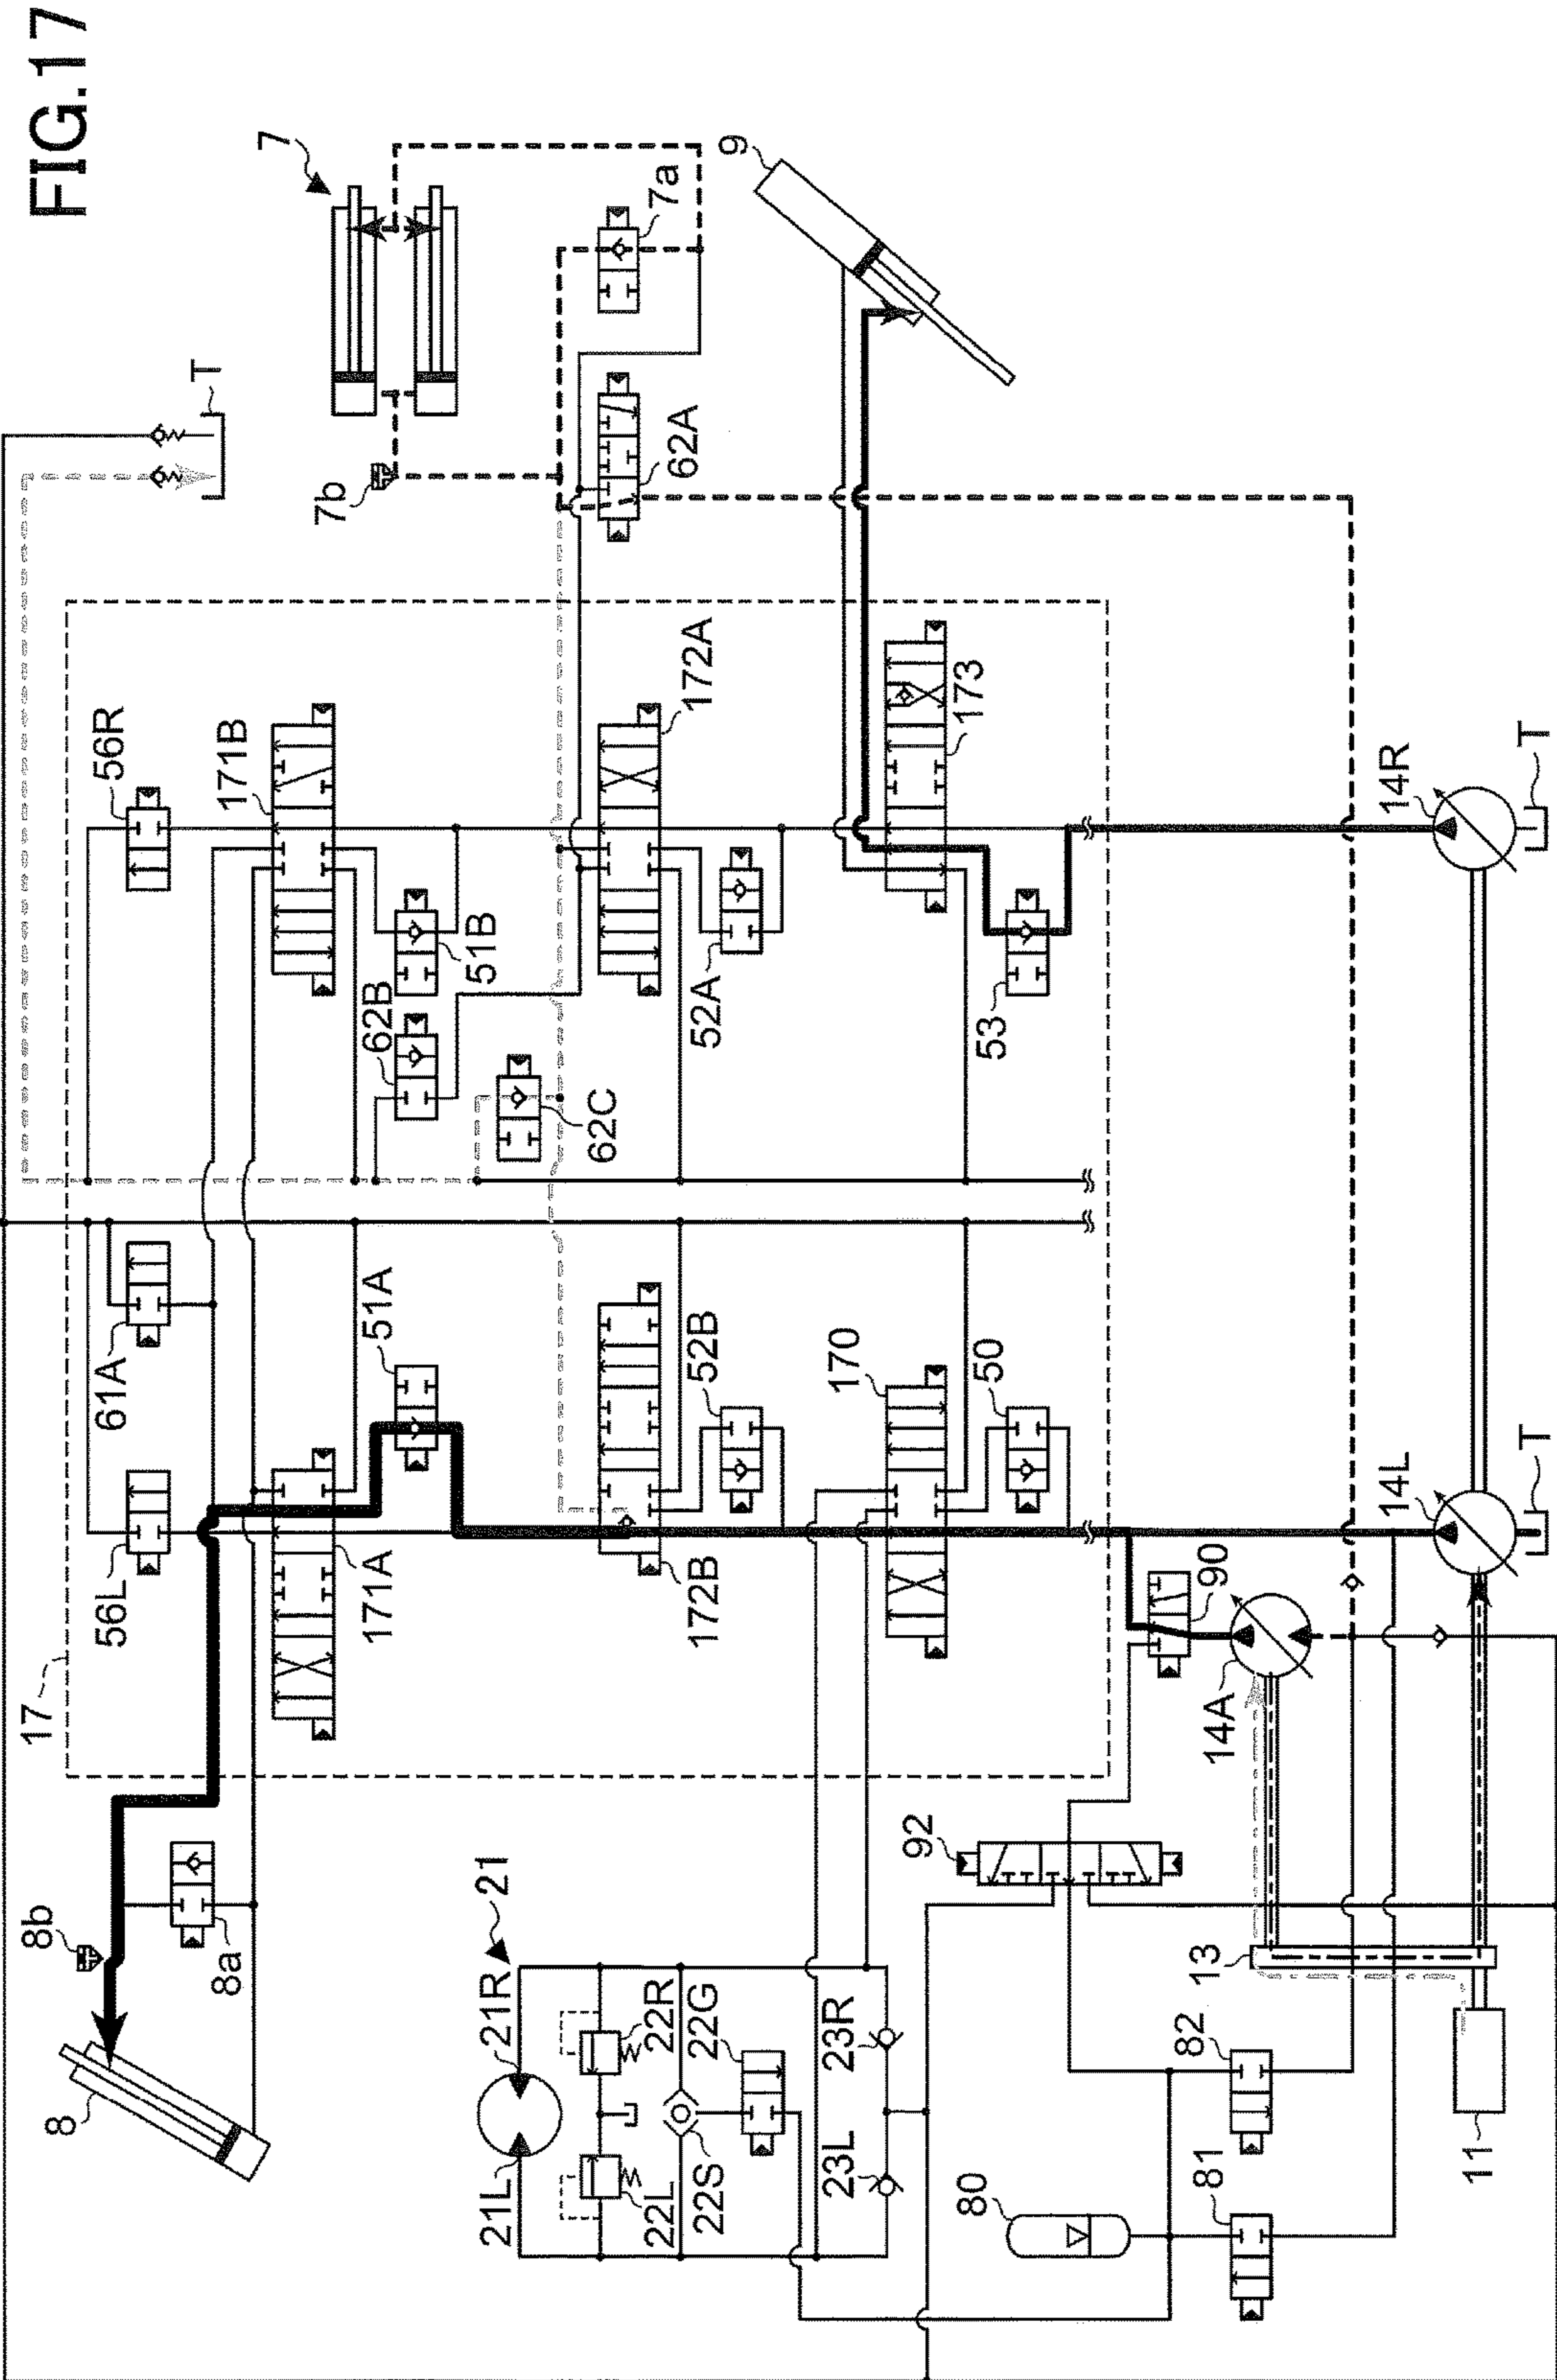 FIG.17
7
T
7b
7a
9
62A
56R
171B
172A
173
51B
62B
52A
53
62C
14R
T
61A
51A
52B
170
50
56L
171A
172B
17
14L
T
90
14A
92
8b
8a
8
21
21R
21L
22R
22G
22L
22S
23R
23L
13
82
81
80
11